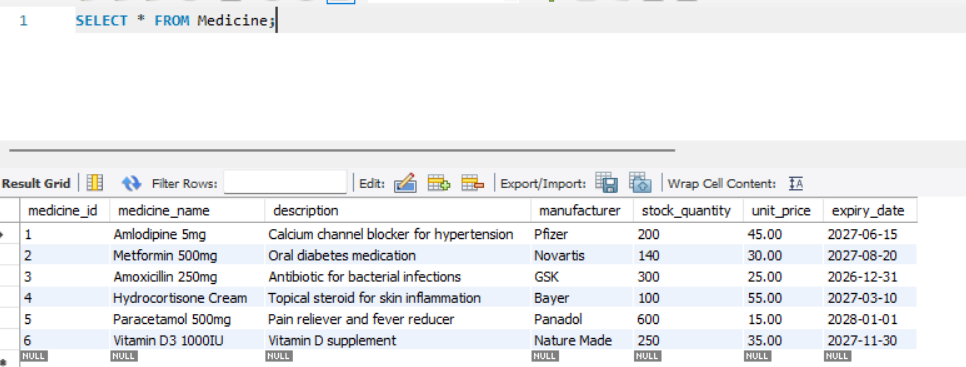 1 SELECT * FROM Medicine;
Result Grid Filter Rows: Edit: Export/Import: Wrap Cell Content: IA
medicine_id medicine_name description manufacturer stock_quantity unit_price expiry_date
1 Amlodipine 5mg Calcium channel blocker for hypertension Pfizer 200 45.00 2027-06-15
2 Metformin 500mg Oral diabetes medication Novartis 140 30.00 2027-08-20
3 Amoxicillin 250mg Antibiotic for bacterial infections GSK 300 25.00 2026-12-31
4 Hydrocortisone Cream Topical steroid for skin inflammation Bayer 100 55.00 2027-03-10
5 Paracetamol 500mg Pain reliever and fever reducer Panadol 600 15.00 2028-01-01
6 Vitamin D3 1000IU Vitamin D supplement Nature Made 250 35.00 2027-11-30
NULL NULL NULL NULL NULL NULL NULL